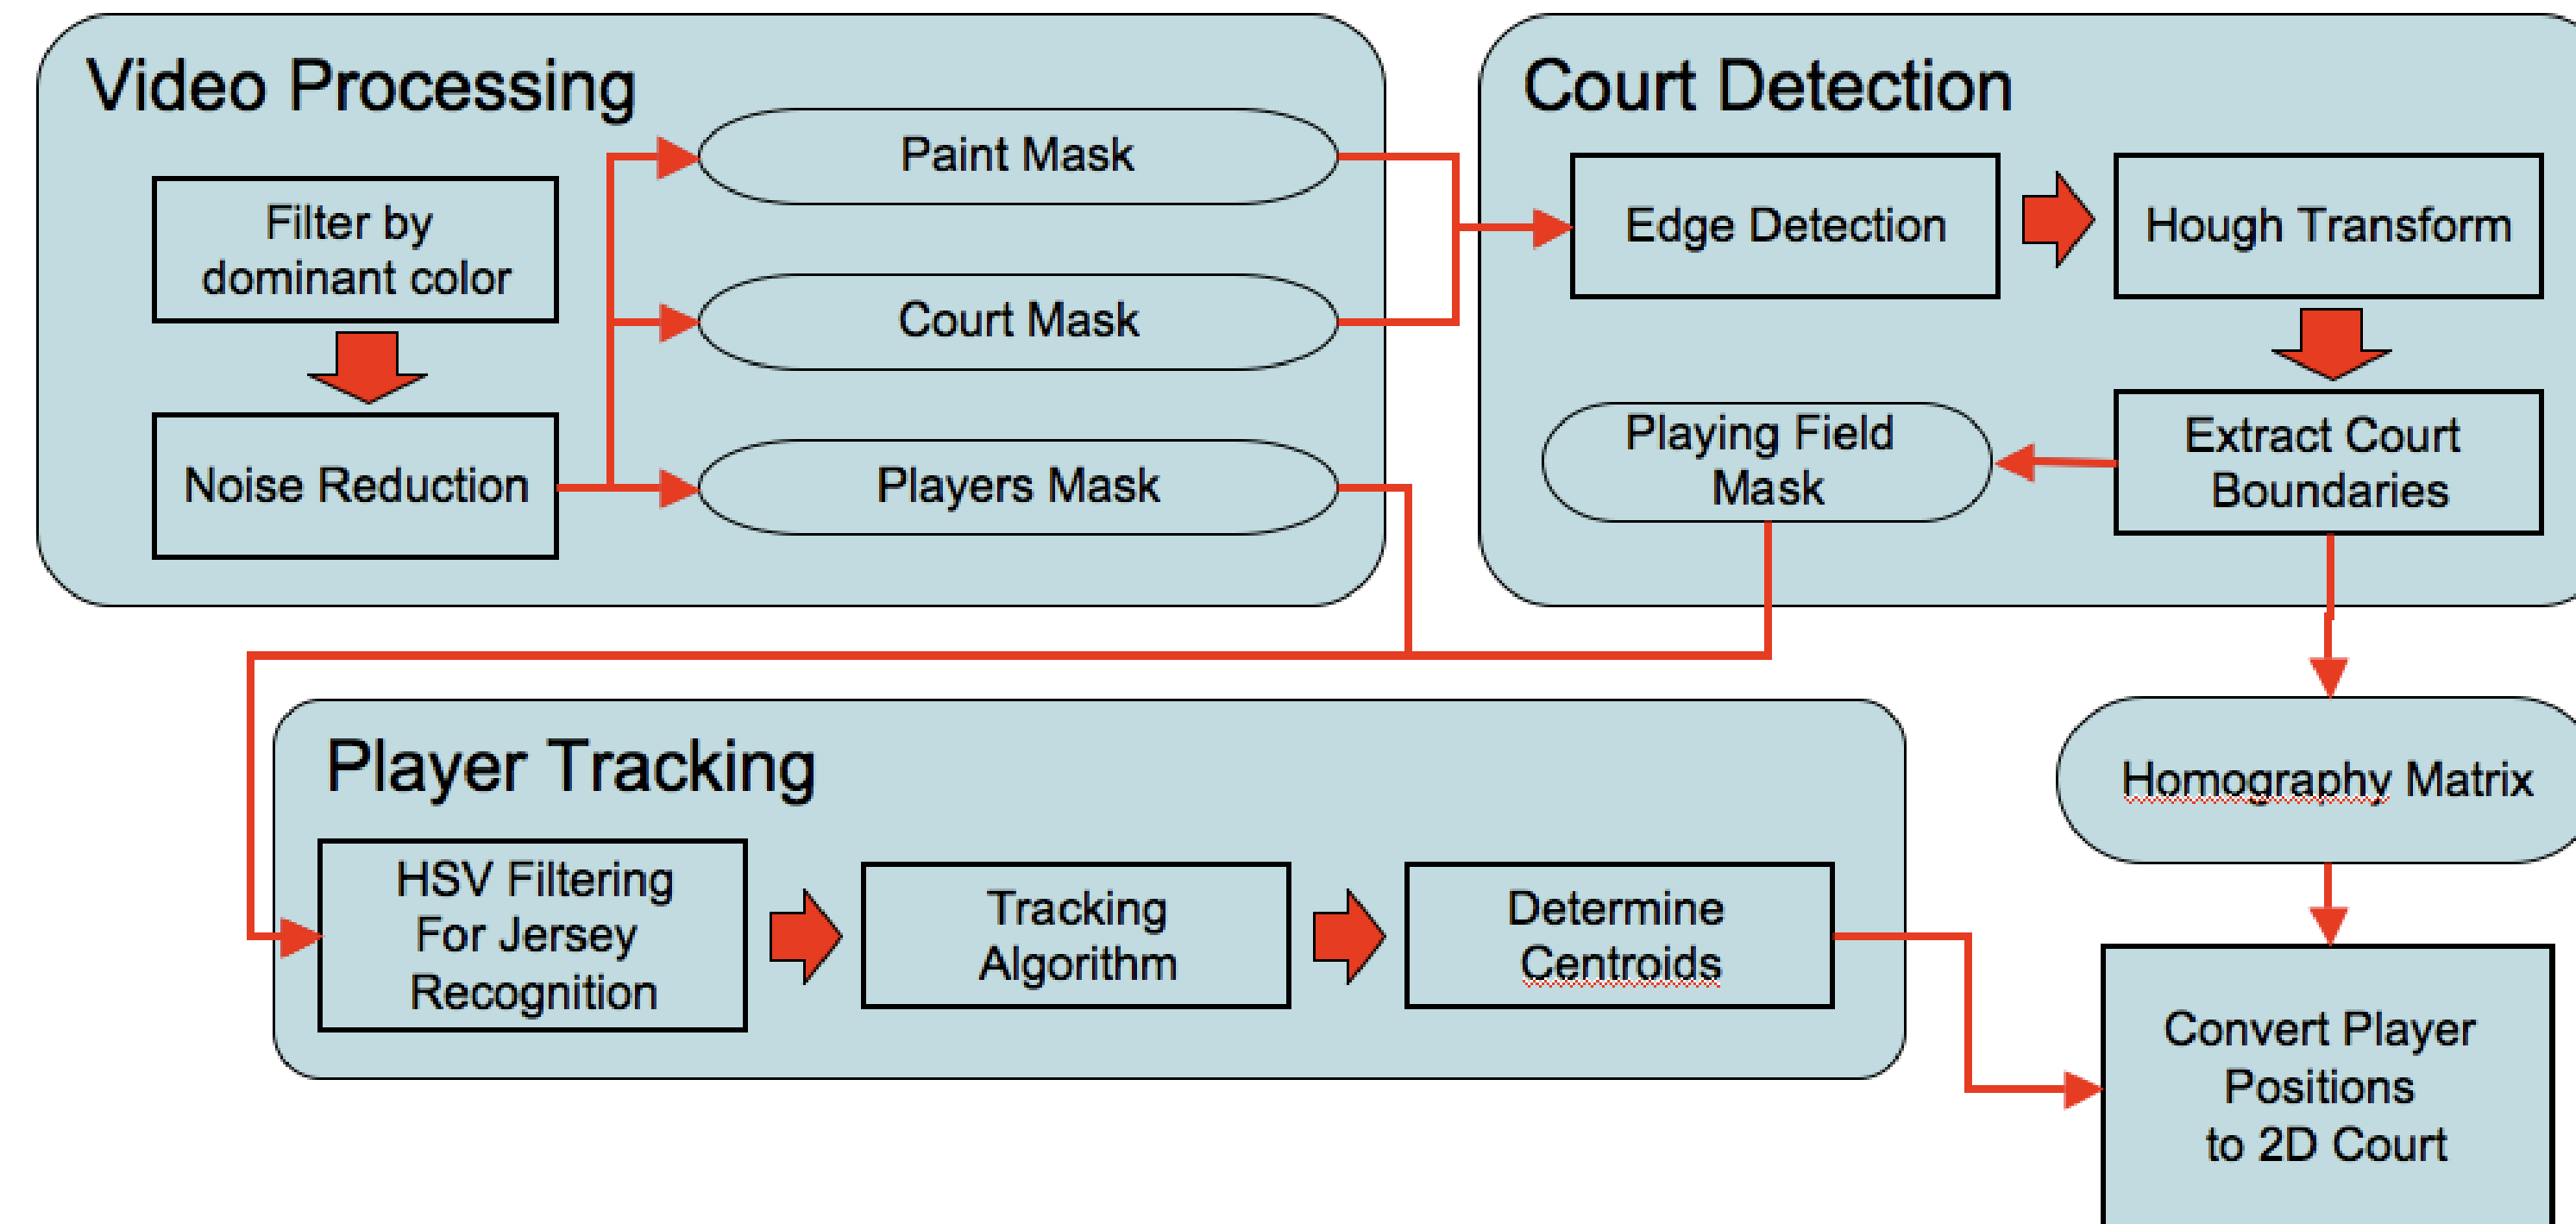 Video Processing
Filter by
dominant color
Noise Reduction
Paint Mask
Court Mask
Players Mask
Court Detection
Edge Detection
Hough Transform
Extract Court
Boundaries
Playing Field
Mask
Player Tracking
HSV Filtering
For Jersey
Recognition
Tracking
Algorithm
Determine
Centroids
Homography Matrix
Convert Player
Positions
to 2D Court